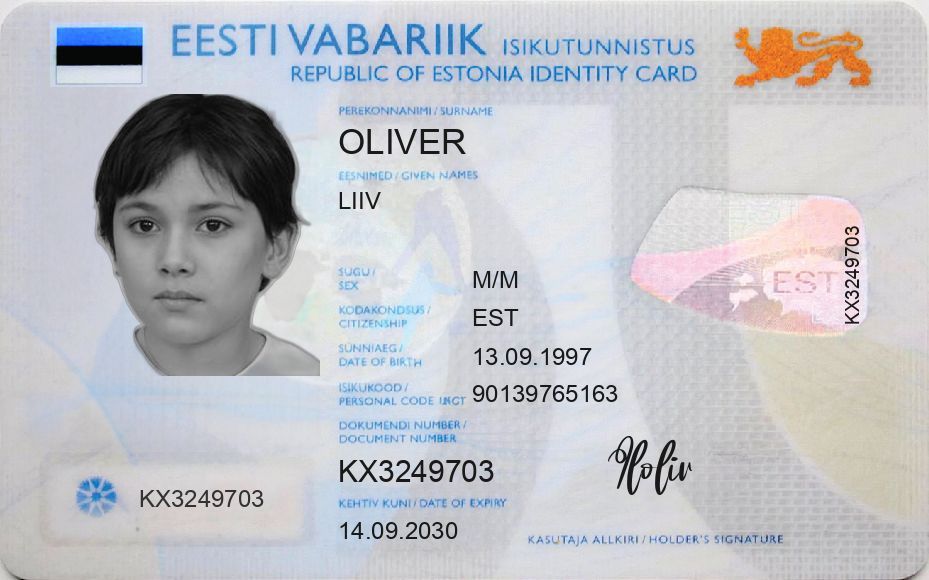 EESTI VABARIIK ISIKUTUNNISTUS
REPUBLIC OF ESTONIA IDENTITY CARD
PEREKONNANIMI / SURNAME
OLIVER
EESNIMED / GIVEN NAMES
LIIV
SUGU /
SEX
M/M
KODAKONDSUS /
CITIZENSHIP
EST
SÜNNIAEG /
DATE OF BIRTH
13.09.1997
ISIKUKOOD /
PERSONAL CODE
90139765163
DOKUMENDI NUMBER /
DOCUMENT NUMBER
KX3249703
KEHTIV KUNI / DATE OF EXPIRY
14.09.2030
KX3249703
EST
KX3249703
KASUTAJA ALLKIRI / HOLDER'S SIGNATURE